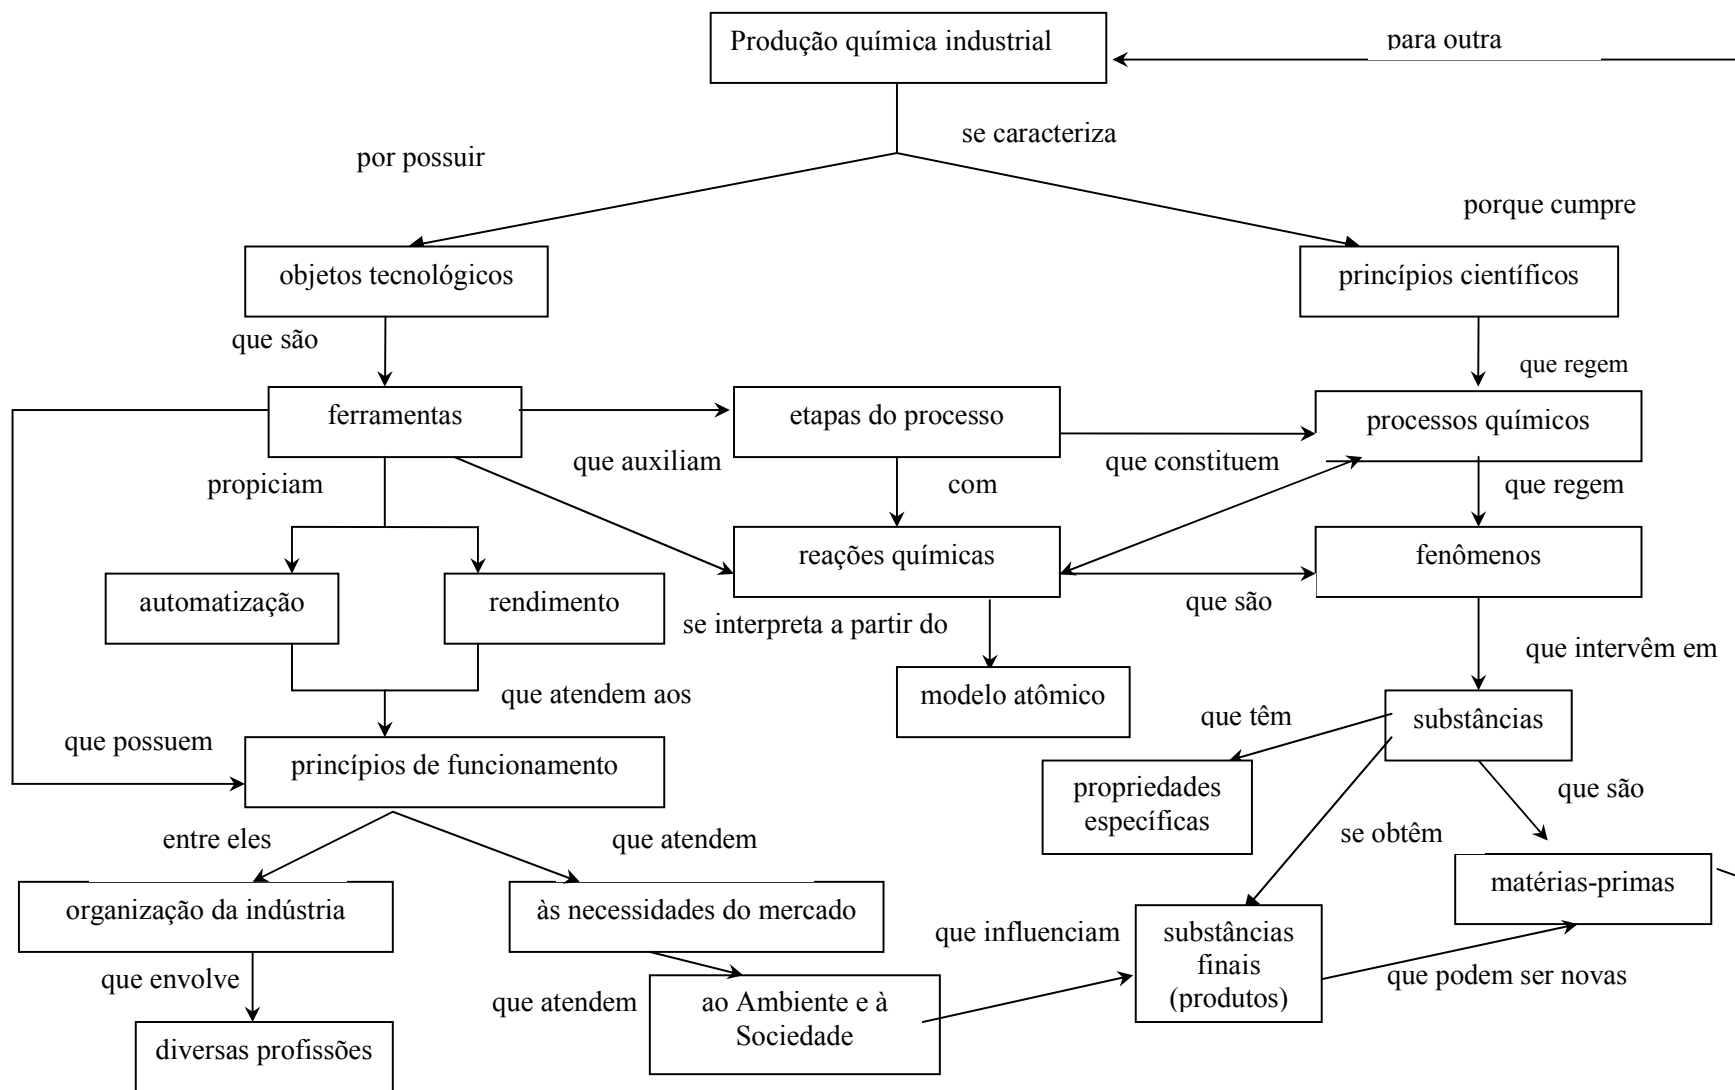 Produção química industrial
para outra
se caracteriza
por possuir
porque cumpre
objetos tecnológicos
princípios científicos
que são
que regem
ferramentas
etapas do processo
processos químicos
que auxiliam
que constituem
propiciam
com
que regem
reações químicas
fenômenos
automatização
rendimento
que são
se interpreta a partir do
que intervêm em
modelo atômico
que atendem aos
que têm
substâncias
que possuem
princípios de funcionamento
propriedades
específicas
que são
entre eles
que atendem
se obtêm
matérias-primas
organização da indústria
às necessidades do mercado
que influenciam
substâncias
finais
(produtos)
que envolve
que atendem
ao Ambiente e à
Sociedade
que podem ser novas
diversas profissões